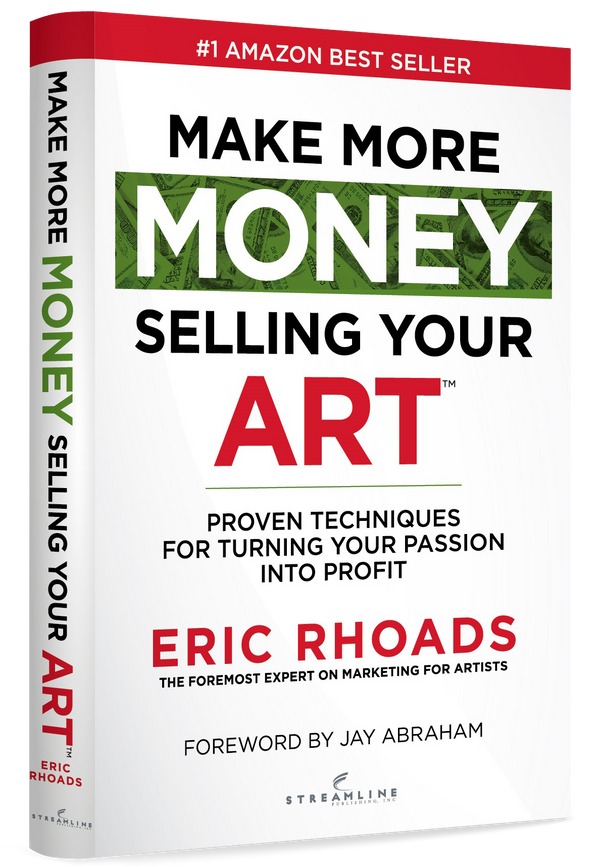 #1 AMAZON BEST SELLER
MAKE MORE
MONEY
SELLING YOUR
ART™
PROVEN TECHNIQUES
FOR TURNING YOUR PASSION
INTO PROFIT
ERIC RHOADS
THE FOREMOST EXPERT ON MARKETING FOR ARTISTS
FOREWORD BY JAY ABRAHAM
STREAMLINE
PUBLISHING, INC
MAKE MORE MONEY SELLING YOUR ART™
ERIC
RHOADS
STREAMLINE